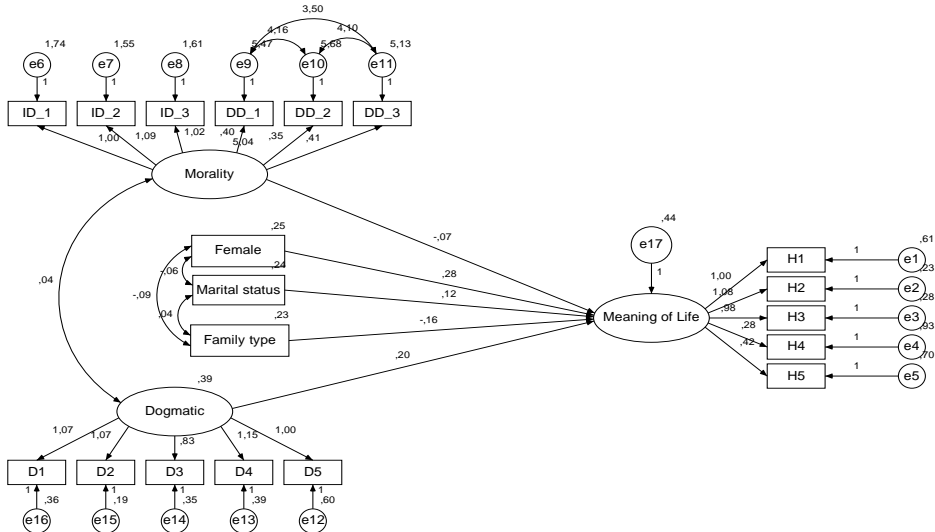 3,50
4,16 4,10
1,74 1,55 1,61 5,47 5,68 5,13
e6 e7 e8 e9 e10 e11
1 1 1 1 1 1
ID_1 ID_2 ID_3 DD_1 DD_2 DD_3
1,00 1,09 1,02 ,40 ,35 ,41
5,04
Morality
,04
-,07
,25
Female
-,06
,24
Marital status
-,09
,04
,23
Family type
,28
,12
-,16
,20
,44
e17
1
Meaning of Life
1,00
1,08
,98
,28
,42
H1 1 e1 ,61
H2 1 e2 ,23
H3 1 e3 ,28
H4 1 e4 ,93
H5 1 e5 ,70
,39
Dogmatic
1,07 1,07 ,83 1,15 1,00
D1 D2 D3 D4 D5
1 1 1 1 1
,36 ,19 ,35 ,39 ,60
e16 e15 e14 e13 e12